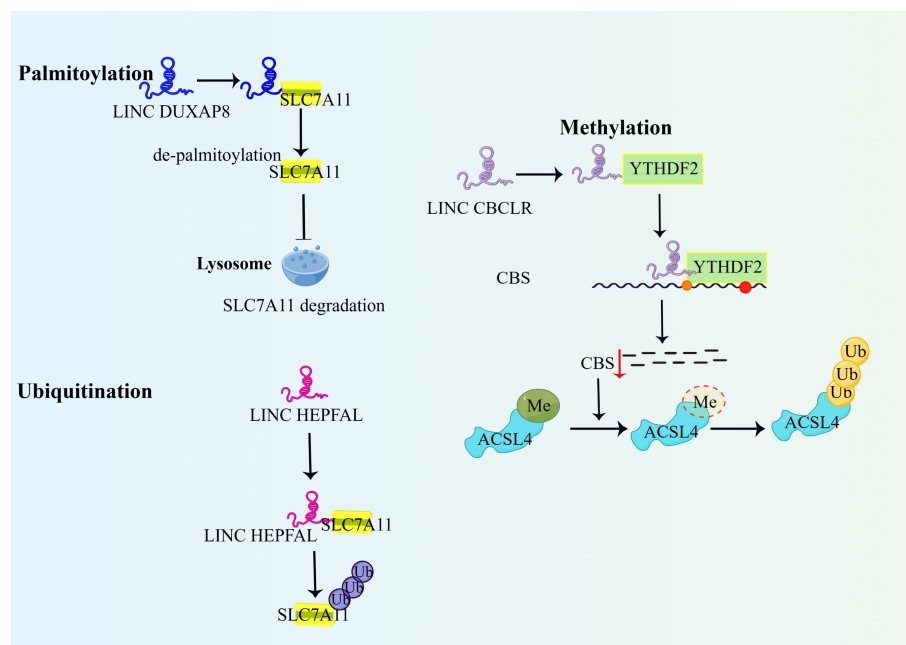 Palmitoylation
LINC DUXAP8
SLC7A11
de-palmitoylation
SLC7A11
Lysosome
SLC7A11 degradation
Ubiquitination
LINC HEPFAL
LINC HEPFAL
SLC7A11
Ub
Ub
Ub
SLC7A11
Methylation
LINC CBCLR
YTHDF2
CBS
YTHDF2
CBS
Me
ACSL4
Me
ACSL4
Ub
Ub
Ub
ACSL4